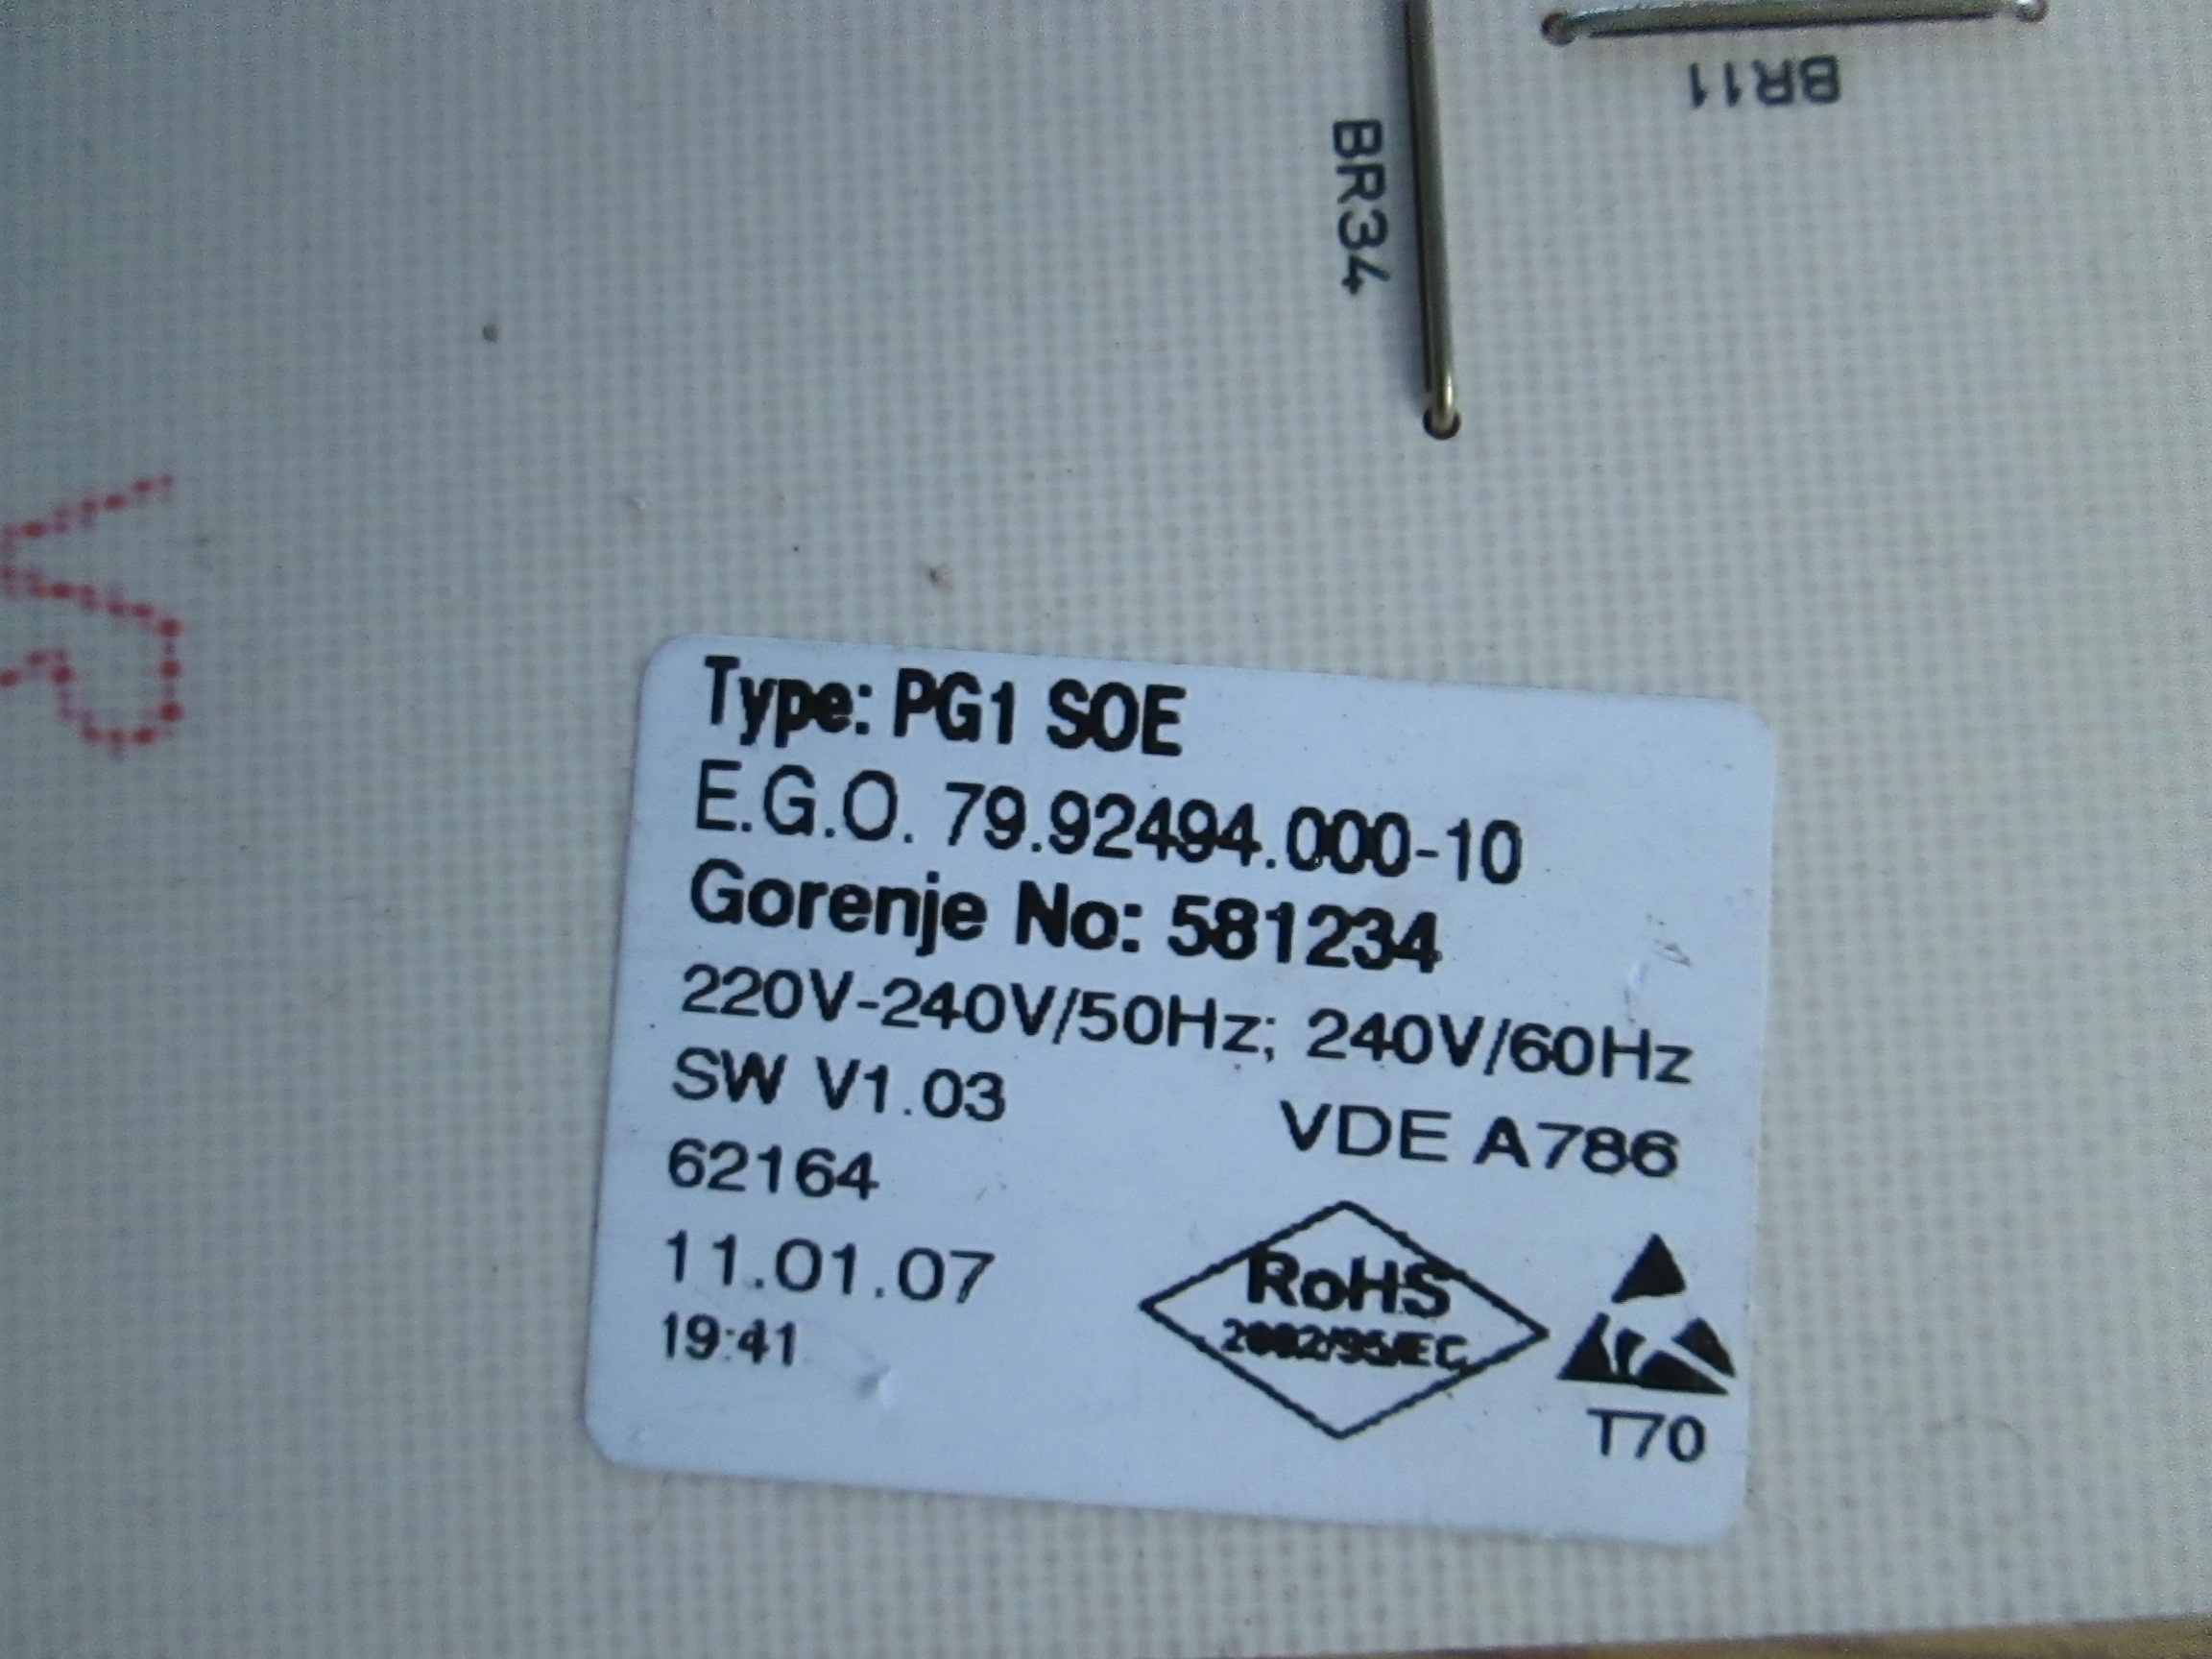 BR11
BR34
Type: PG1 SOE
E.G.O. 79.92494.000-10
Gorenje No: 581234
220V-240V/50Hz; 240V/60Hz
SW V1.03
VDE A786
62164
11.01.07
19:41
RoHS
2002/95/EC
T70